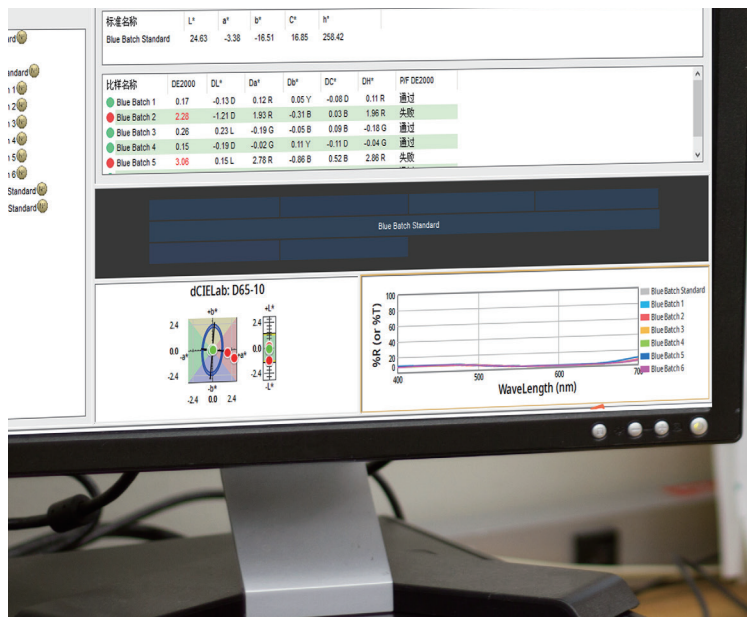 标准名称 L* a* b* C* h*
Blue Batch Standard 24.63 -3.38 -16.51 16.85 258.42
比样名称 DE2000 DL* Da* Db* DC* DH* P/F DE2000
Blue Batch 1 0.17 -0.13 D 0.12 R 0.05 Y -0.08 D 0.11 R 通过
Blue Batch 2 2.28 -1.21 D 1.93 R -0.31 B 0.03 B 1.96 R 失败
Blue Batch 3 0.26 0.23 L -0.19 G -0.05 B 0.09 B -0.18 G 通过
Blue Batch 4 0.15 -0.19 D -0.02 G 0.11 Y -0.11 D -0.04 G 通过
Blue Batch 5 3.06 0.15 L 2.78 R -0.86 B 0.52 B 2.86 R 失败
rd
andard
1
2
3
4
5
6
Standard
Standard
Blue Batch Standard
dCIELab: D65-10
+b*
2.4
0.0
-2.4
-a*
+a*
-b*
-2.4 0.0 2.4
+L*
2.4
0.0
-2.4
-L*
%R (or %T)
100
80
60
40
20
0
400 500 600 700
WaveLength (nm)
Blue Batch Standard
Blue Batch 1
Blue Batch 2
Blue Batch 3
Blue Batch 4
Blue Batch 5
Blue Batch 6